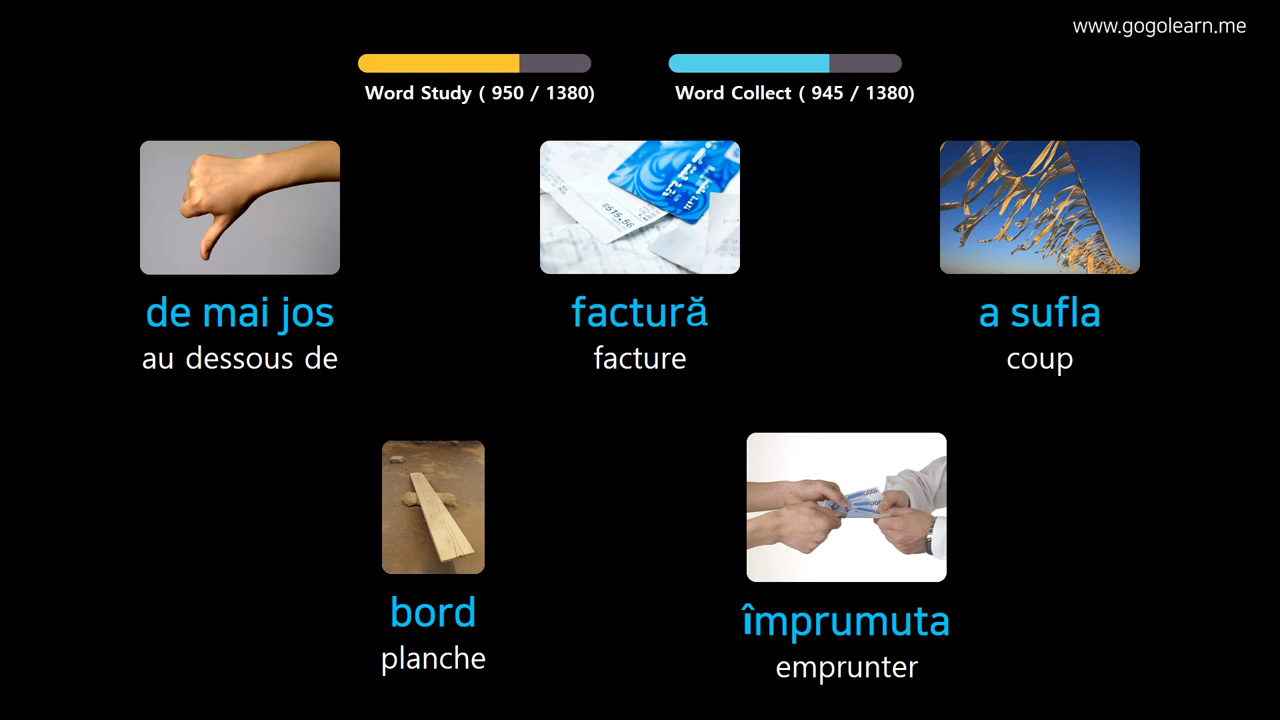 www.gogolearn.me
Word Study ( 950 / 1380)
Word Collect ( 945 / 1380)
de mai jos
au dessous de
factură
facture
a sufla
coup
bord
planche
împrumuta
emprunter